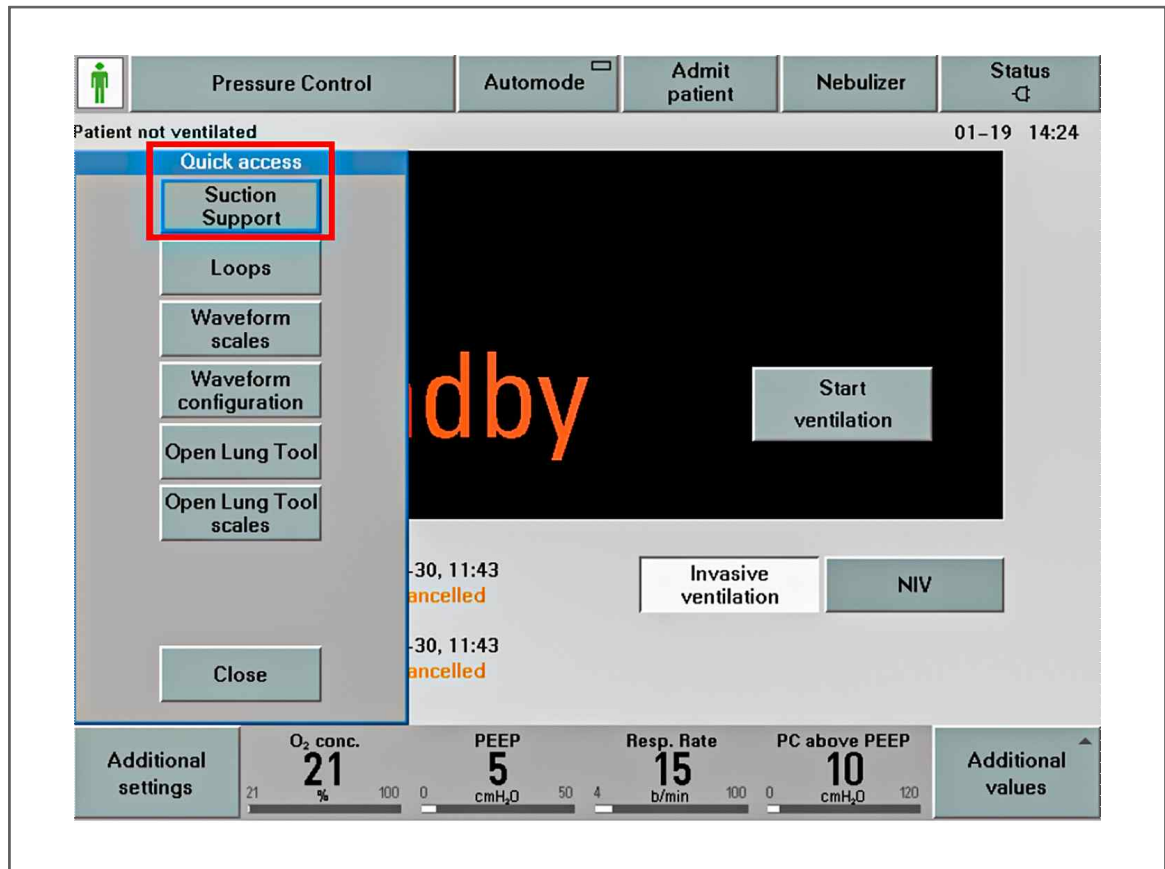 Pressure Control
Automode
Admit
patient
Nebulizer
Status
Patient not ventilated
01-19 14:24
Quick access
Suction
Support
Loops
Waveform
scales
Waveform
configuration
Open Lung Tool
Open Lung Tool
scales
Close
ndby
Start
ventilation
-30, 11:43
ancelled
-30, 11:43
ancelled
Invasive
ventilation
NIV
Additional
settings
O₂ conc.
21
21 % 100
PEEP
5
0 cmH₂O 50
Resp. Rate
15
4 b/min 100
PC above PEEP
10
0 cmH₂O 120
Additional
values